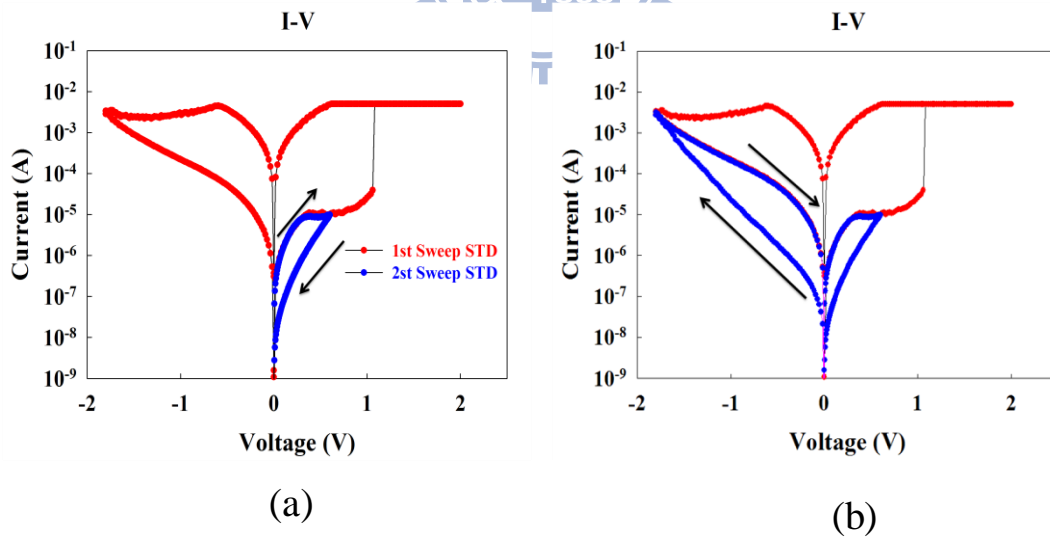 I-V
10-1
10-2
10-3
10-4
10-5
10-6
10-7
10-8
10-9
Current (A)
-2 -1 0 1 2
Voltage (V)
1st Sweep STD
2st Sweep STD
(a)
I-V
10-1
10-2
10-3
10-4
10-5
10-6
10-7
10-8
10-9
Current (A)
-2 -1 0 1 2
Voltage (V)
(b)